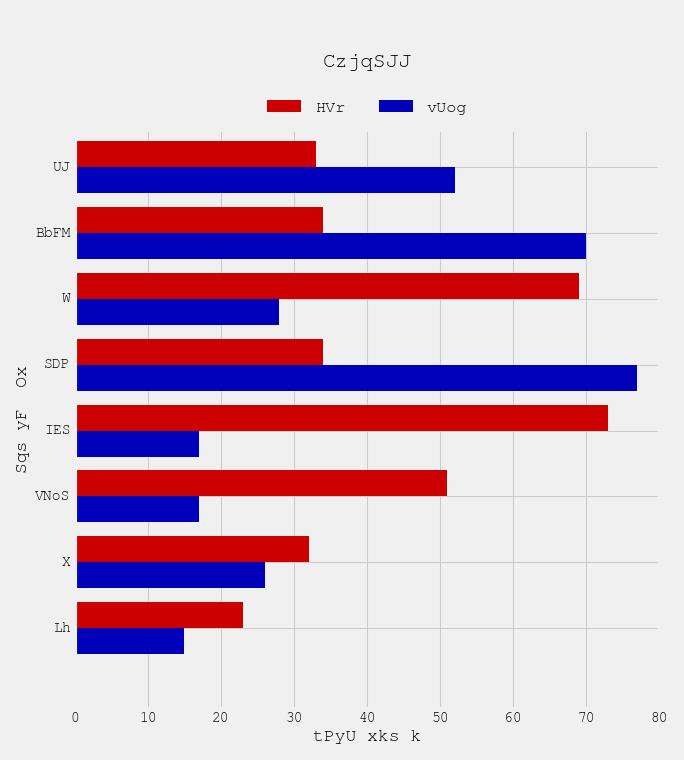 CzjqSJJ
HVr
vUog
UJ
BbFM
W
SDP
IES
VNoS
X
Lh
Sqs yF  Ox
0 10 20 30 40 50 60 70 80
tPyU xks k